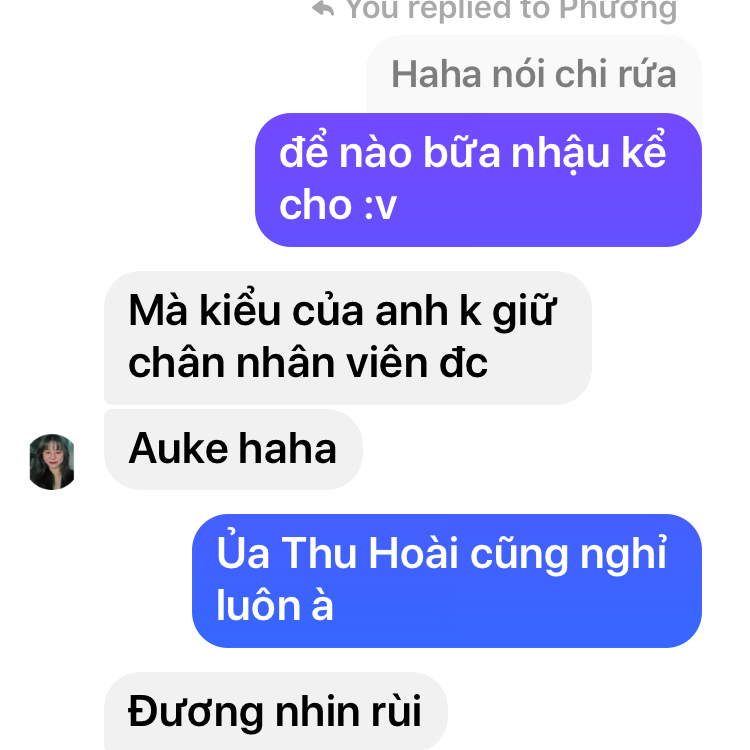 You replied to Phương
Haha nói chi rứa
để nào bữa nhậu kể
cho :v
Mà kiểu của anh k giữ
chân nhân viên đc
Auke haha
Ủa Thu Hoài cũng nghỉ
luôn à
Đương nhin rùi